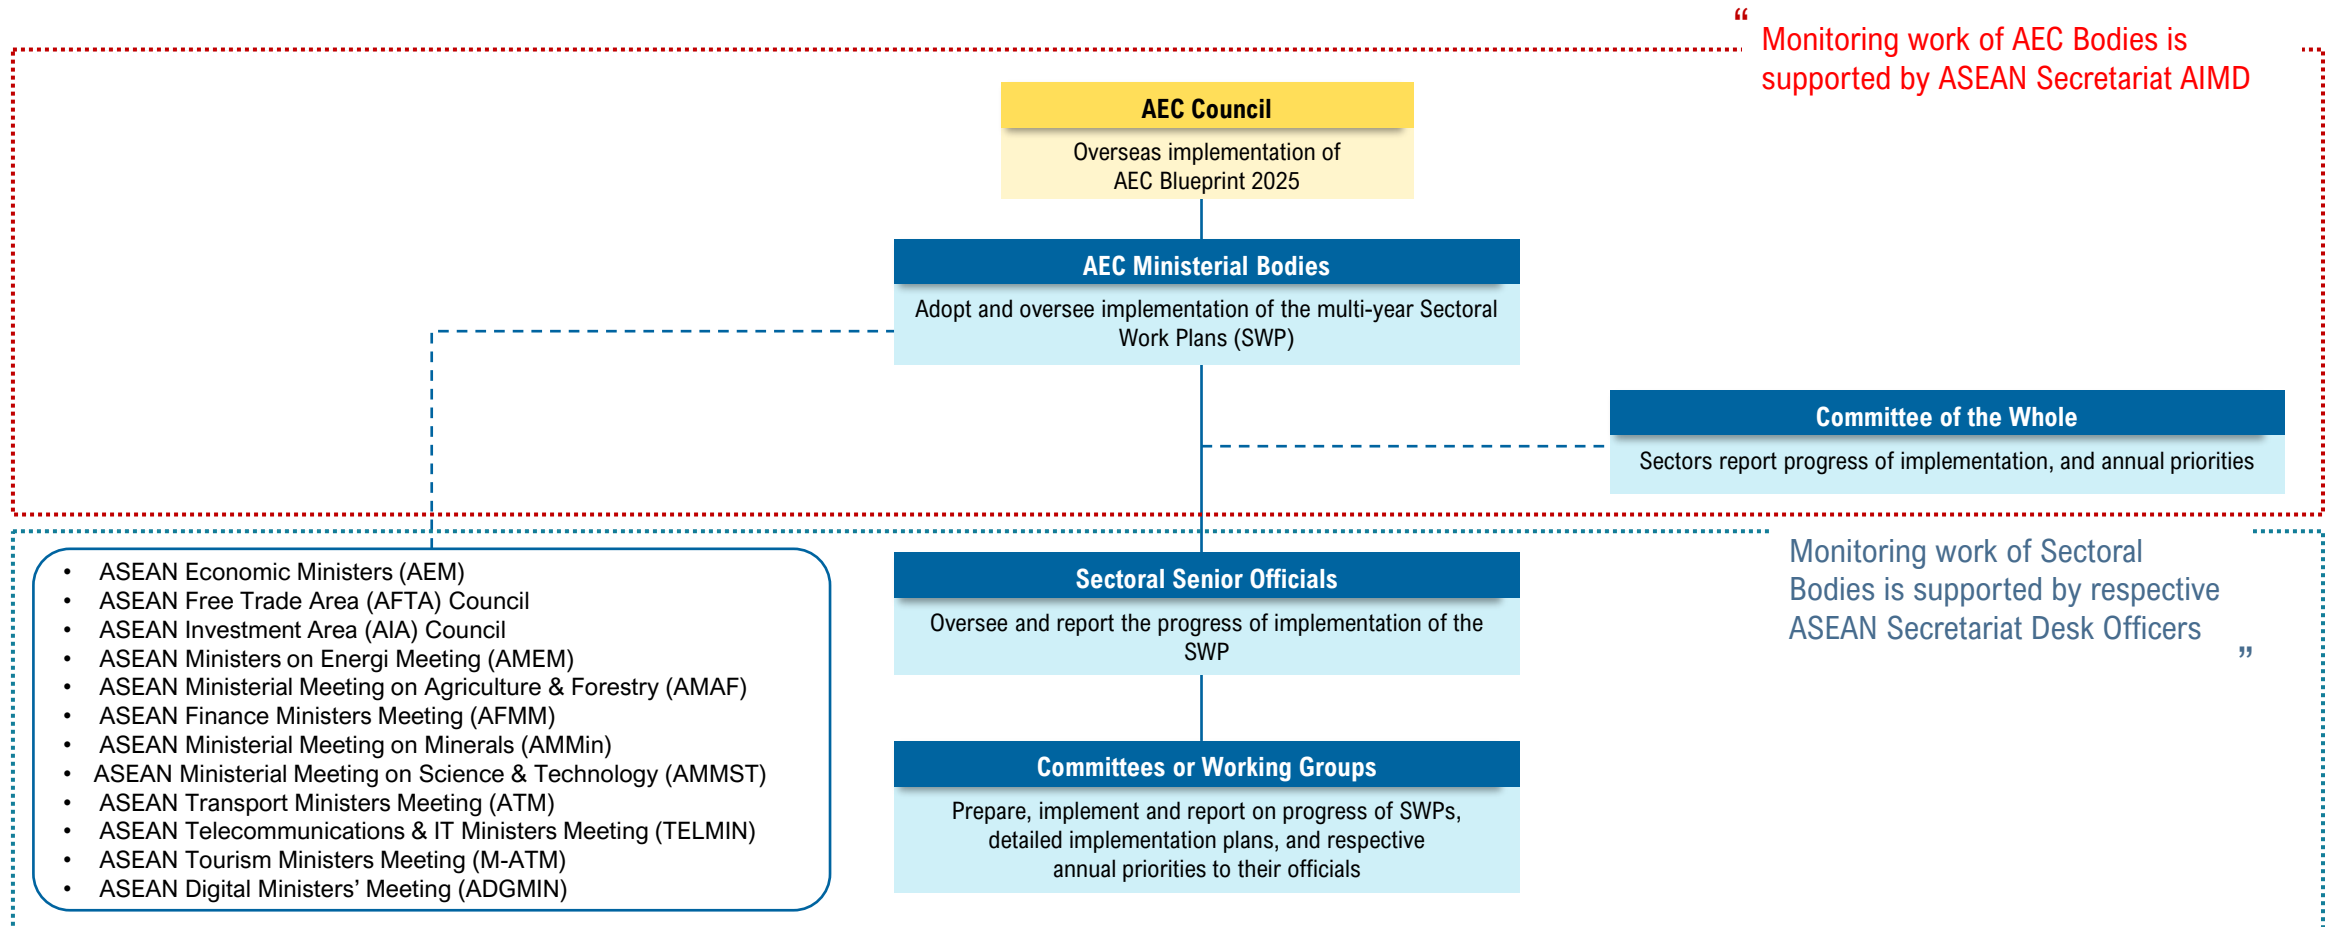 “
Monitoring work of AEC Bodies is
supported by ASEAN Secretariat AIMD
AEC Council
Overseas implementation of
AEC Blueprint 2025
AEC Ministerial Bodies
Adopt and oversee implementation of the multi-year Sectoral
Work Plans (SWP)
Committee of the Whole
Sectors report progress of implementation, and annual priorities
• ASEAN Economic Ministers (AEM)
• ASEAN Free Trade Area (AFTA) Council
• ASEAN Investment Area (AIA) Council
• ASEAN Ministers on Energi Meeting (AMEM)
• ASEAN Ministerial Meeting on Agriculture & Forestry (AMAF)
• ASEAN Finance Ministers Meeting (AFMM)
• ASEAN Ministerial Meeting on Minerals (AMMin)
• ASEAN Ministerial Meeting on Science & Technology (AMMST)
• ASEAN Transport Ministers Meeting (ATM)
• ASEAN Telecommunications & IT Ministers Meeting (TELMIN)
• ASEAN Tourism Ministers Meeting (M-ATM)
• ASEAN Digital Ministers’ Meeting (ADGMIN)
Sectoral Senior Officials
Oversee and report the progress of implementation of the
SWP
Committees or Working Groups
Prepare, implement and report on progress of SWPs,
detailed implementation plans, and respective
annual priorities to their officials
Monitoring work of Sectoral
Bodies is supported by respective
ASEAN Secretariat Desk Officers
”